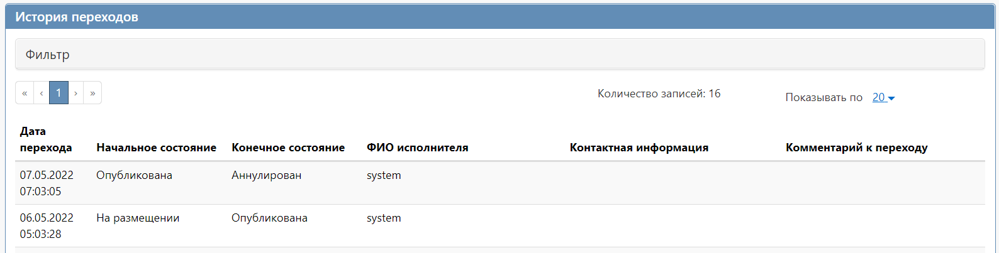 История переходов
Фильтр
« ‹ 1 › »
Количество записей: 16
Показывать по 20
Дата
перехода Начальное состояние Конечное состояние ФИО исполнителя Контактная информация Комментарий к переходу
07.05.2022 Опубликована Аннулирован system
07:03:05
06.05.2022 На размещении Опубликована system
05:03:28